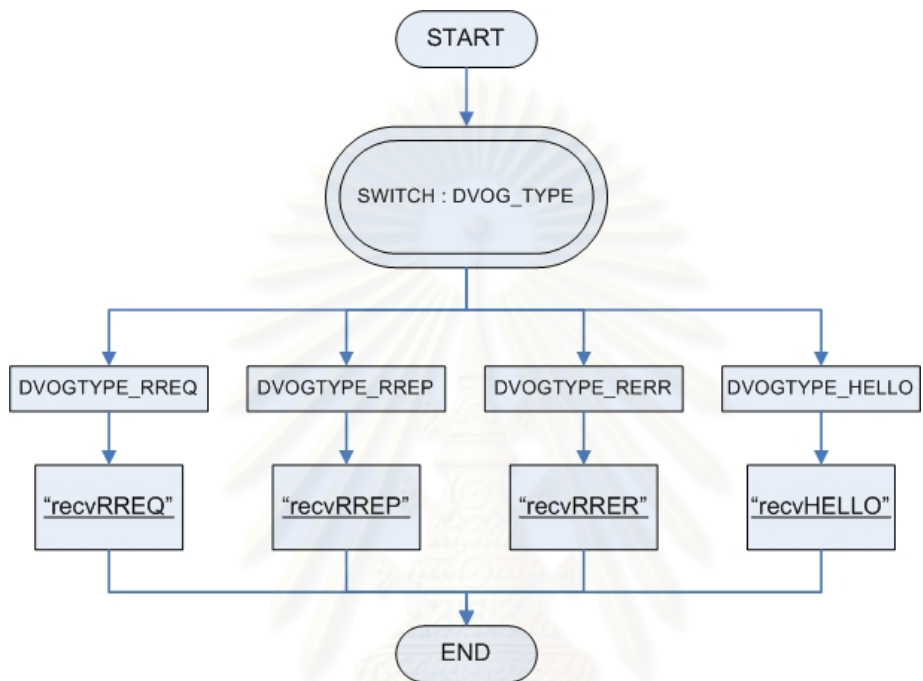 START
SWITCH : DVOG_TYPE
DVOGTYPE_RREQ
DVOGTYPE_RREP
DVOGTYPE_RERR
DVOGTYPE_HELLO
“recvRREQ”
“recvRREP”
“recvRRER”
“recvHELLO”
END